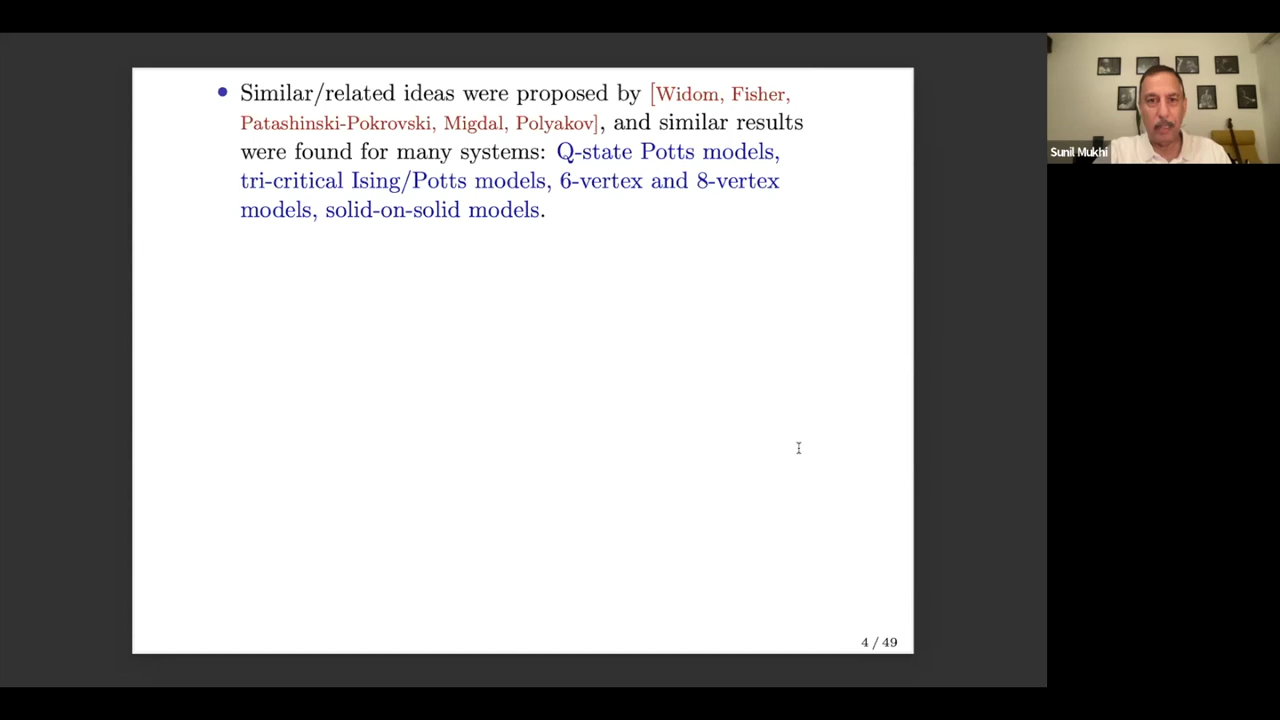 • Similar/related ideas were proposed by [Widom, Fisher,
Patashinski-Pokrovski, Migdal, Polyakov], and similar results
were found for many systems: Q-state Potts models,
tri-critical Ising/Potts models, 6-vertex and 8-vertex
models, solid-on-solid models.
4 / 49
Sunil Mukhi